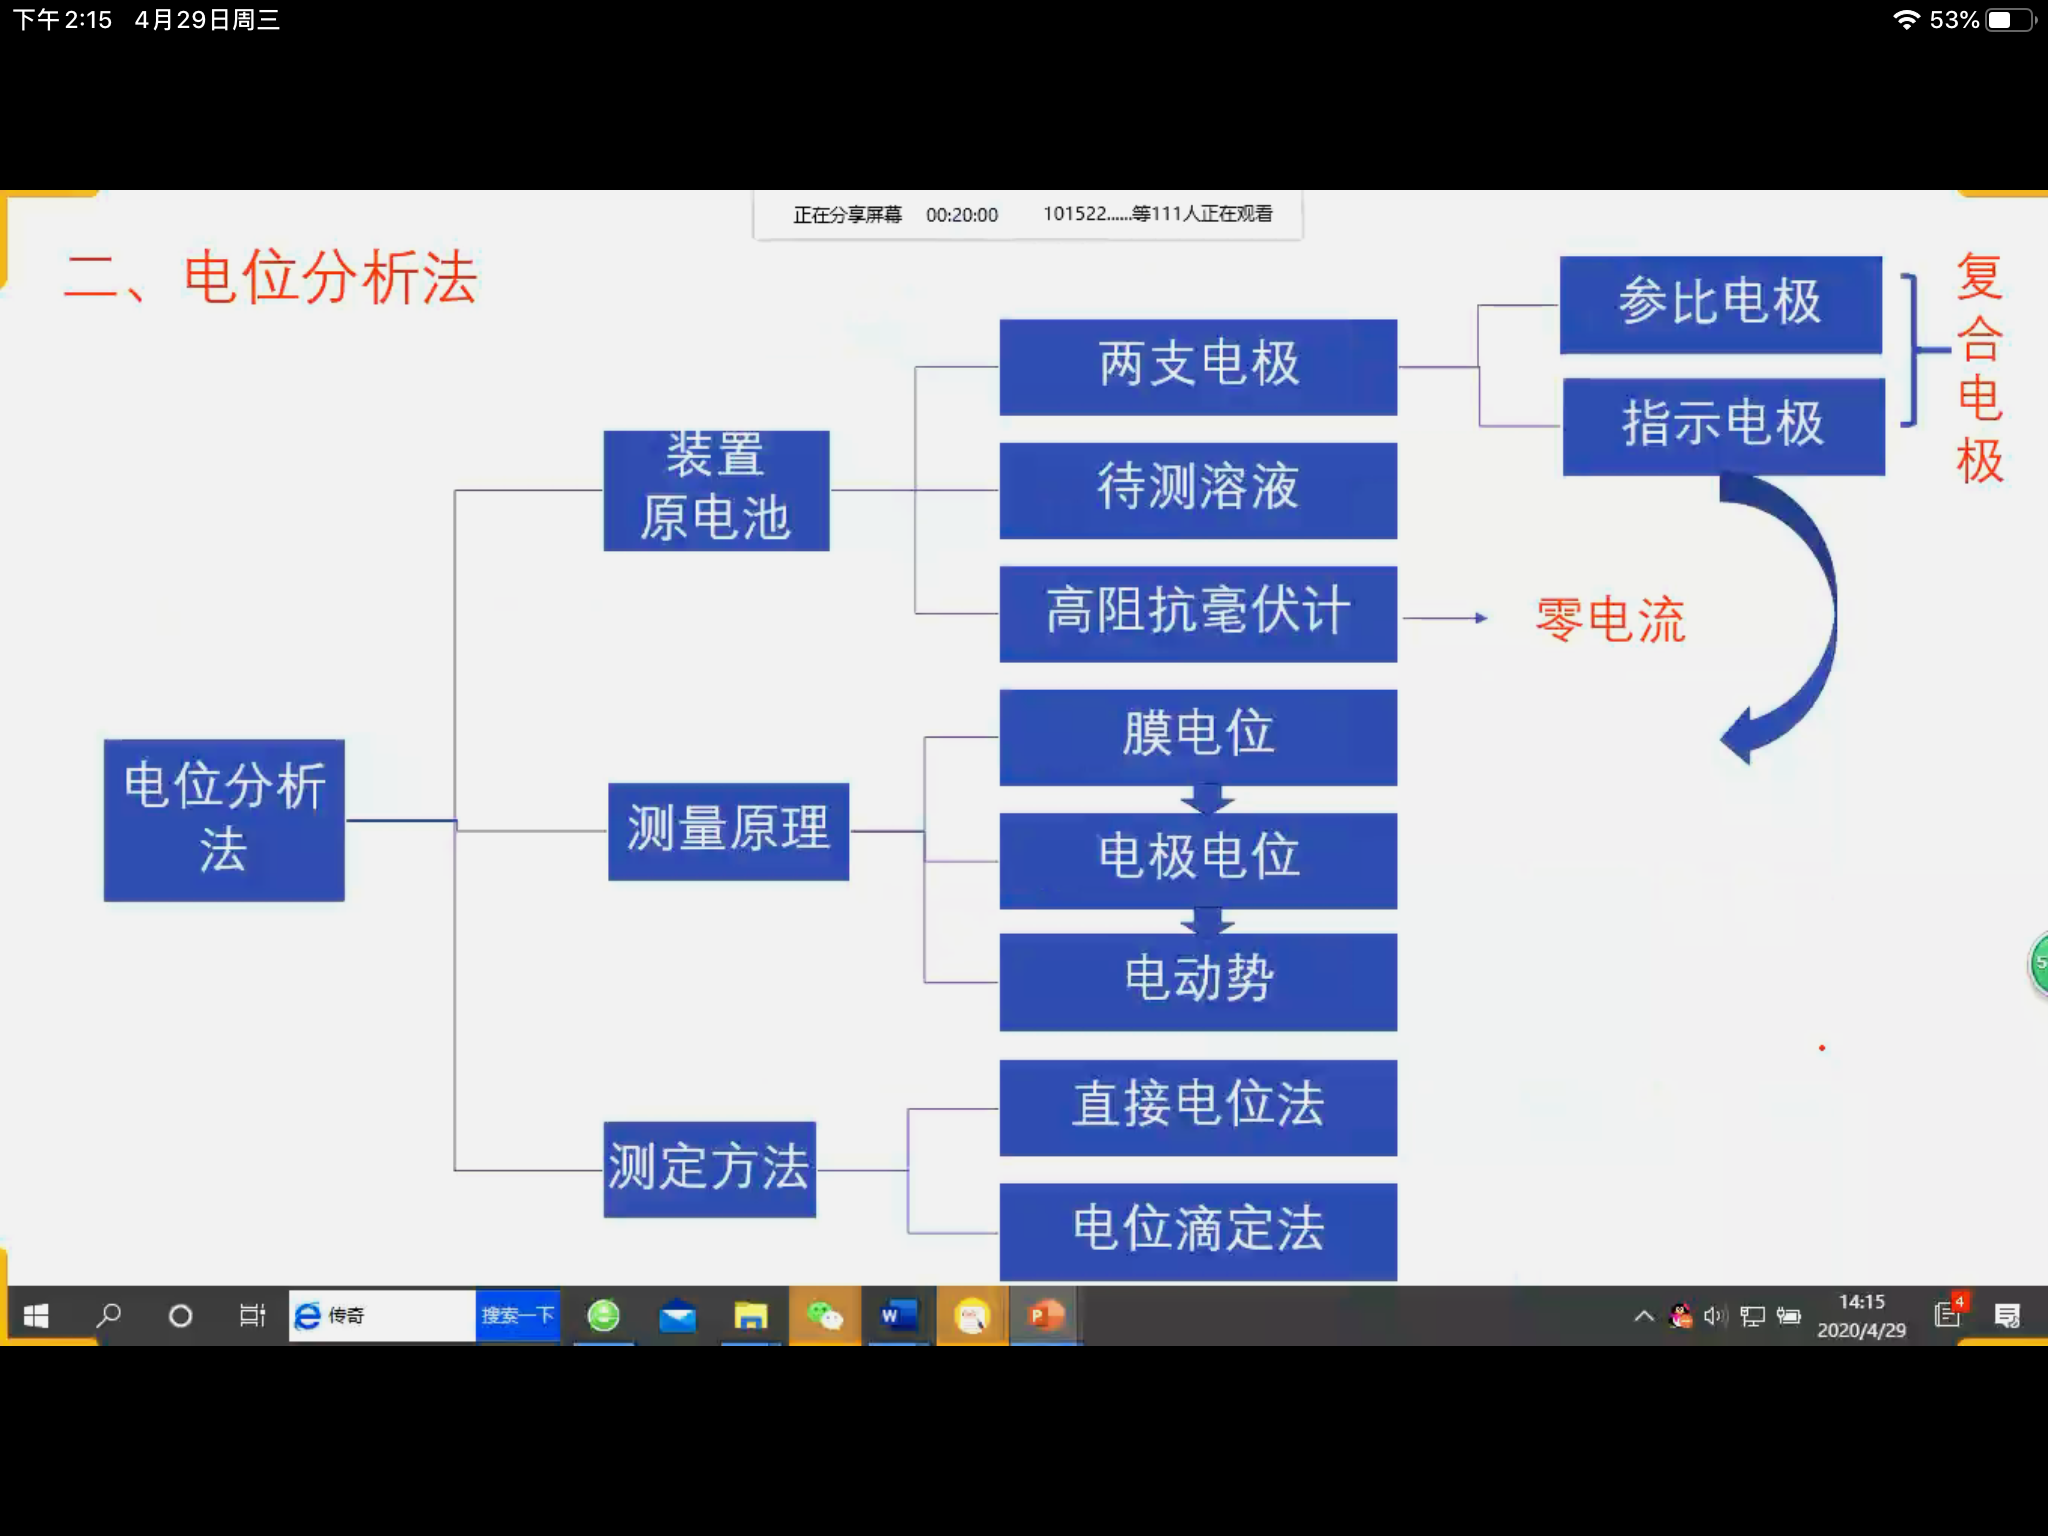 下午2:15 4月29日周三
53%
正在分享屏幕 00:20:00 101522......等111人正在观看
二、电位分析法
参比电极
指示电极
复
合
电
极
两支电极
待测溶液
高阻抗毫伏计
零电流
装置
原电池
电位分析
法
测量原理
膜电位
电极电位
电动势
测定方法
直接电位法
电位滴定法
传奇
搜索一下
14:15
2020/4/29
4